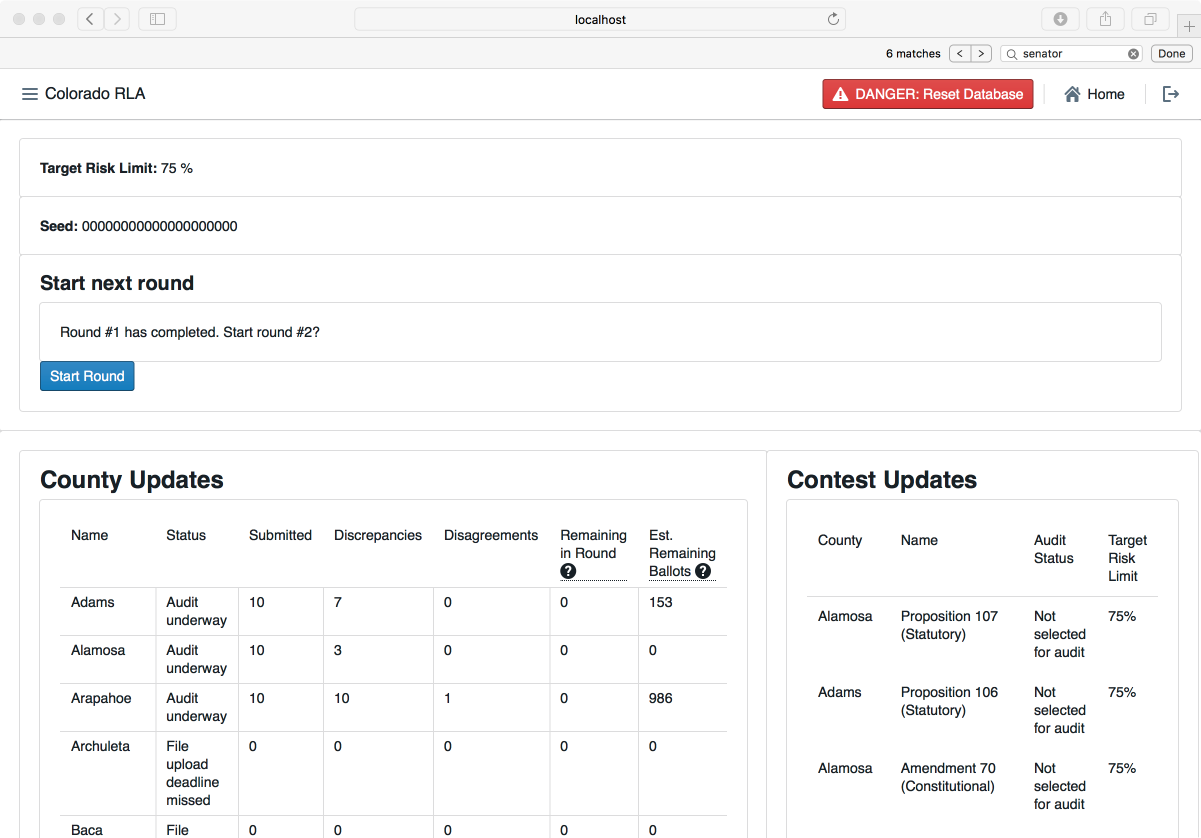 localhost
6 matches < > senator Done
Colorado RLA
DANGER: Reset Database
Home
Target Risk Limit: 75 %
Seed: 00000000000000000000
Start next round
Round #1 has completed. Start round #2?
Start Round
County Updates
Name Status Submitted Discrepancies Disagreements Remaining in Round ? Est. Remaining Ballots ?
Adams Audit underway 10 7 0 0 153
Alamosa Audit underway 10 3 0 0 0
Arapahoe Audit underway 10 10 1 0 986
Archuleta File upload deadline missed 0 0 0 0 0
Baca File 0 0 0 0 0
Contest Updates
County Name Audit Status Target Risk Limit
Alamosa Proposition 107 (Statutory) Not selected for audit 75%
Adams Proposition 106 (Statutory) Not selected for audit 75%
Alamosa Amendment 70 (Constitutional) Not selected for audit 75%